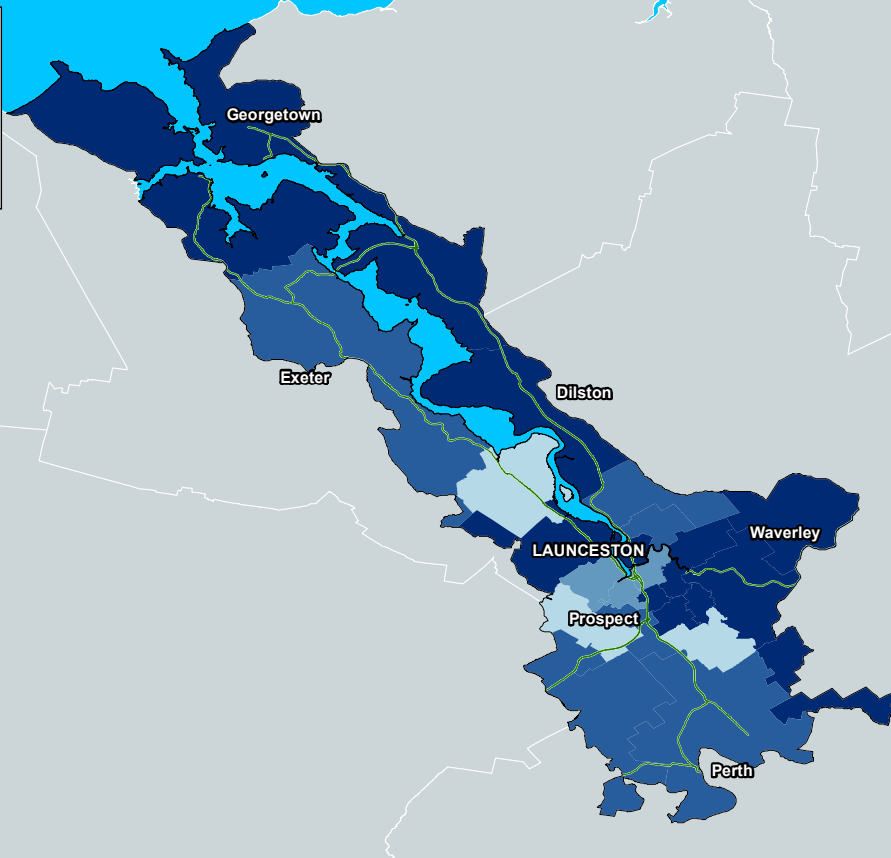 Georgetown
Exeter
Dilston
Waverley
LAUNCESTON
Prospect
Perth